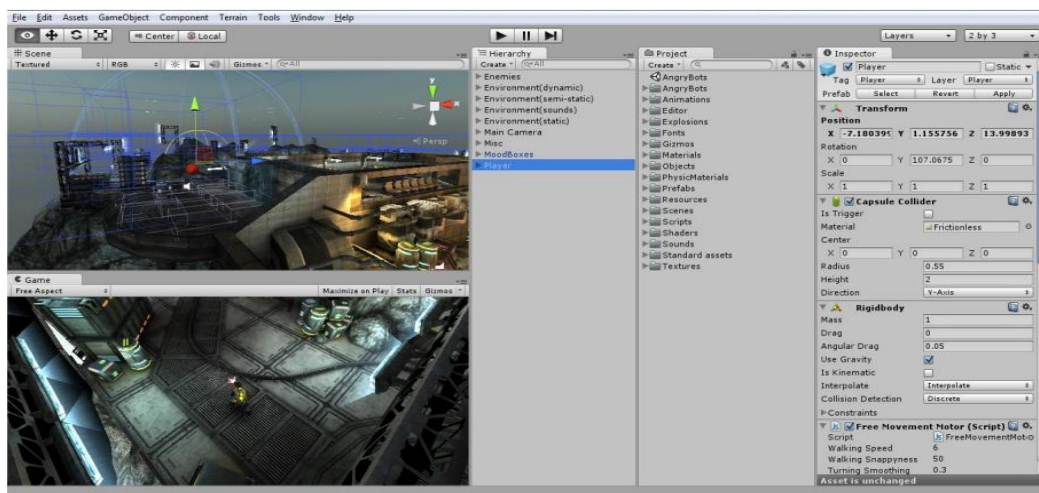 File Edit Assets GameObject Component Terrain Tools Window Help
Center Local
Layers 2 by 3
Scene
Textured RGB Gizmos All
y
x
Persp
Game
Free Aspect Maximize on Play Stats Gizmos
Hierarchy
Create All
Enemies
Environment(dynamic)
Environment(semi-static)
Environment(sounds)
Environment(static)
Main Camera
Misc
MoodBoxes
Player
Project
Create
AngryBots
AngryBots
Animations
Editor
Explosions
Fonts
Gizmos
Materials
Objects
PhysicMaterials
Prefabs
Resources
Scenes
Scripts
Shaders
Sounds
Standard assets
Textures
Inspector
Player Static
Tag Player Layer Player
Prefab Select Revert Apply
Transform
Position
X -7.180399 Y 1.155756 Z 13.99893
Rotation
X 0 Y 107.0675 Z 0
Scale
X 1 Y 1 Z 1
Capsule Collider
Is Trigger
Material Frictionless
Center
X 0 Y 0 Z 0
Radius 0.55
Height 2
Direction Y-Axis
Rigidbody
Mass 1
Drag 0
Angular Drag 0.05
Use Gravity
Is Kinematic
Interpolate Interpolate
Collision Detection Discrete
Constraints
Free Movement Motor (Script)
Script FreeMovementMot
Walking Speed 6
Walking Snappyness 50
Turning Smoothing 0.3
Asset is unchanged